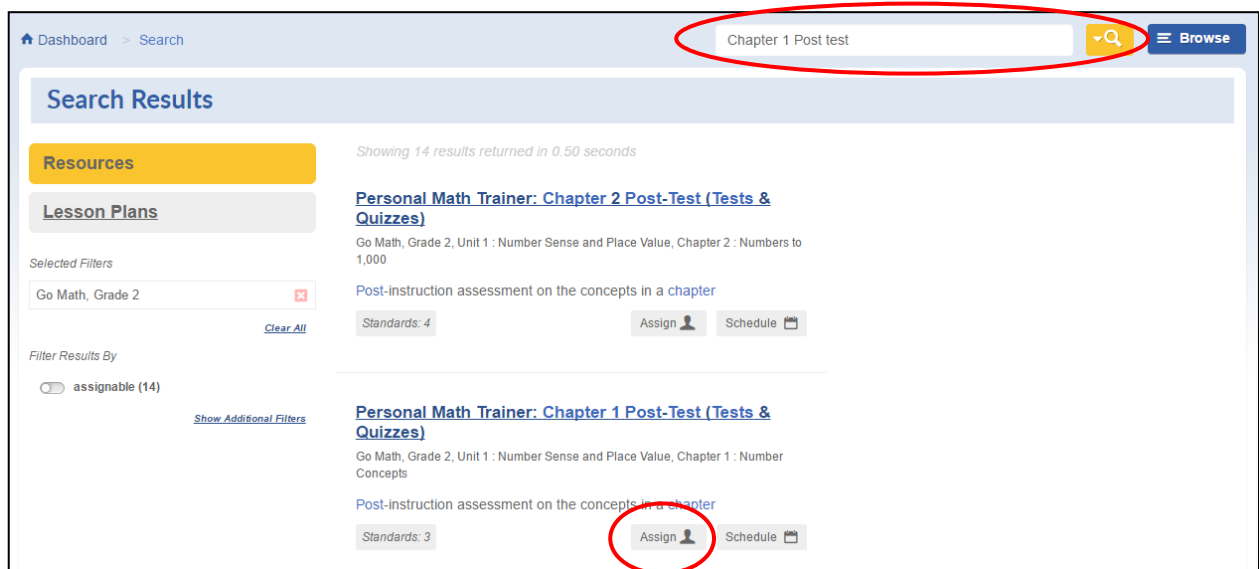 Dashboard > Search
Chapter 1 Post test
Browse
Search Results
Resources
Lesson Plans
Selected Filters
Go Math, Grade 2
Clear All
Filter Results By
assignable (14)
Show Additional Filters
Showing 14 results returned in 0.50 seconds
Personal Math Trainer: Chapter 2 Post-Test (Tests &
Quizzes)
Go Math, Grade 2, Unit 1 : Number Sense and Place Value, Chapter 2 : Numbers to
1,000
Post-instruction assessment on the concepts in a chapter
Standards: 4
Assign
Schedule
Personal Math Trainer: Chapter 1 Post-Test (Tests &
Quizzes)
Go Math, Grade 2, Unit 1 : Number Sense and Place Value, Chapter 1 : Number
Concepts
Post-instruction assessment on the concepts in a chapter
Standards: 3
Assign
Schedule